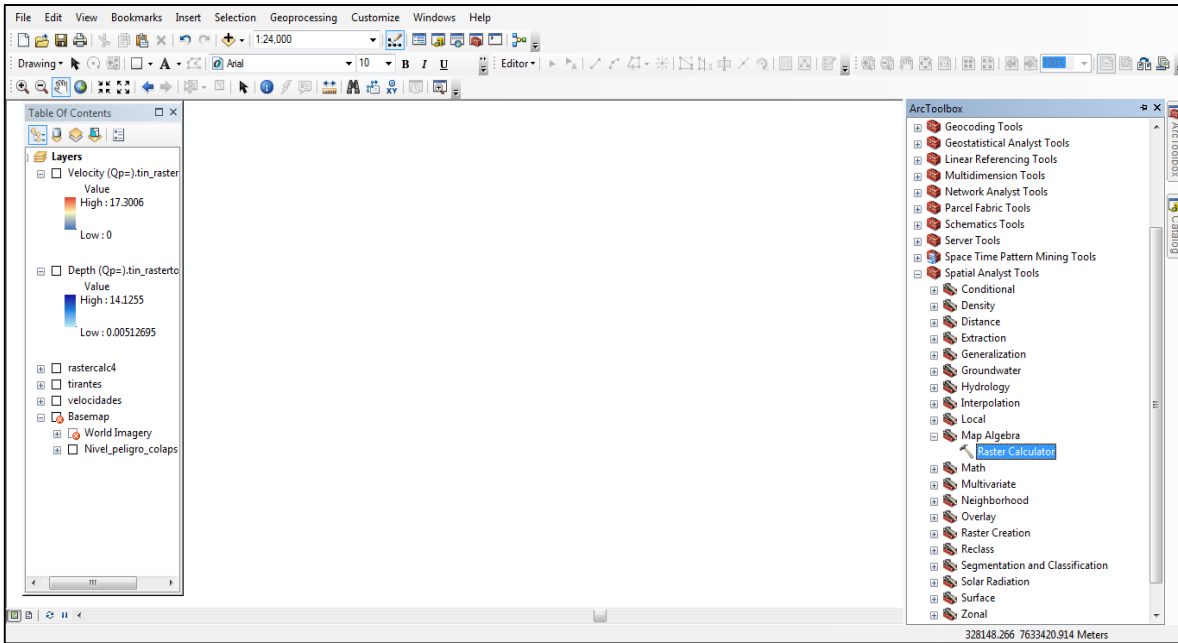 File Edit View Bookmarks Insert Selection Geoprocessing Customize Windows Help
1:24,000
Drawing A Arial 10 B I U Editor 100%
XY
Table Of Contents
Layers
Velocity (Qp=).tin_raster
Value
High : 17.3006
Low : 0
Depth (Qp=).tin_rasterto
Value
High : 14.1255
Low : 0.00512695
rastercalc4
tirantes
velocidades
Basemap
World Imagery
Nivel_peligro_colaps
ArcToolbox
Geocoding Tools
Geostatistical Analyst Tools
Linear Referencing Tools
Multidimension Tools
Network Analyst Tools
Parcel Fabric Tools
Schematics Tools
Server Tools
Space Time Pattern Mining Tools
Spatial Analyst Tools
Conditional
Density
Distance
Extraction
Generalization
Groundwater
Hydrology
Interpolation
Local
Map Algebra
Raster Calculator
Math
Multivariate
Neighborhood
Overlay
Raster Creation
Reclass
Segmentation and Classification
Solar Radiation
Surface
Zonal
ArcToolbox
Catalog
328148.266 7633420.914 Meters